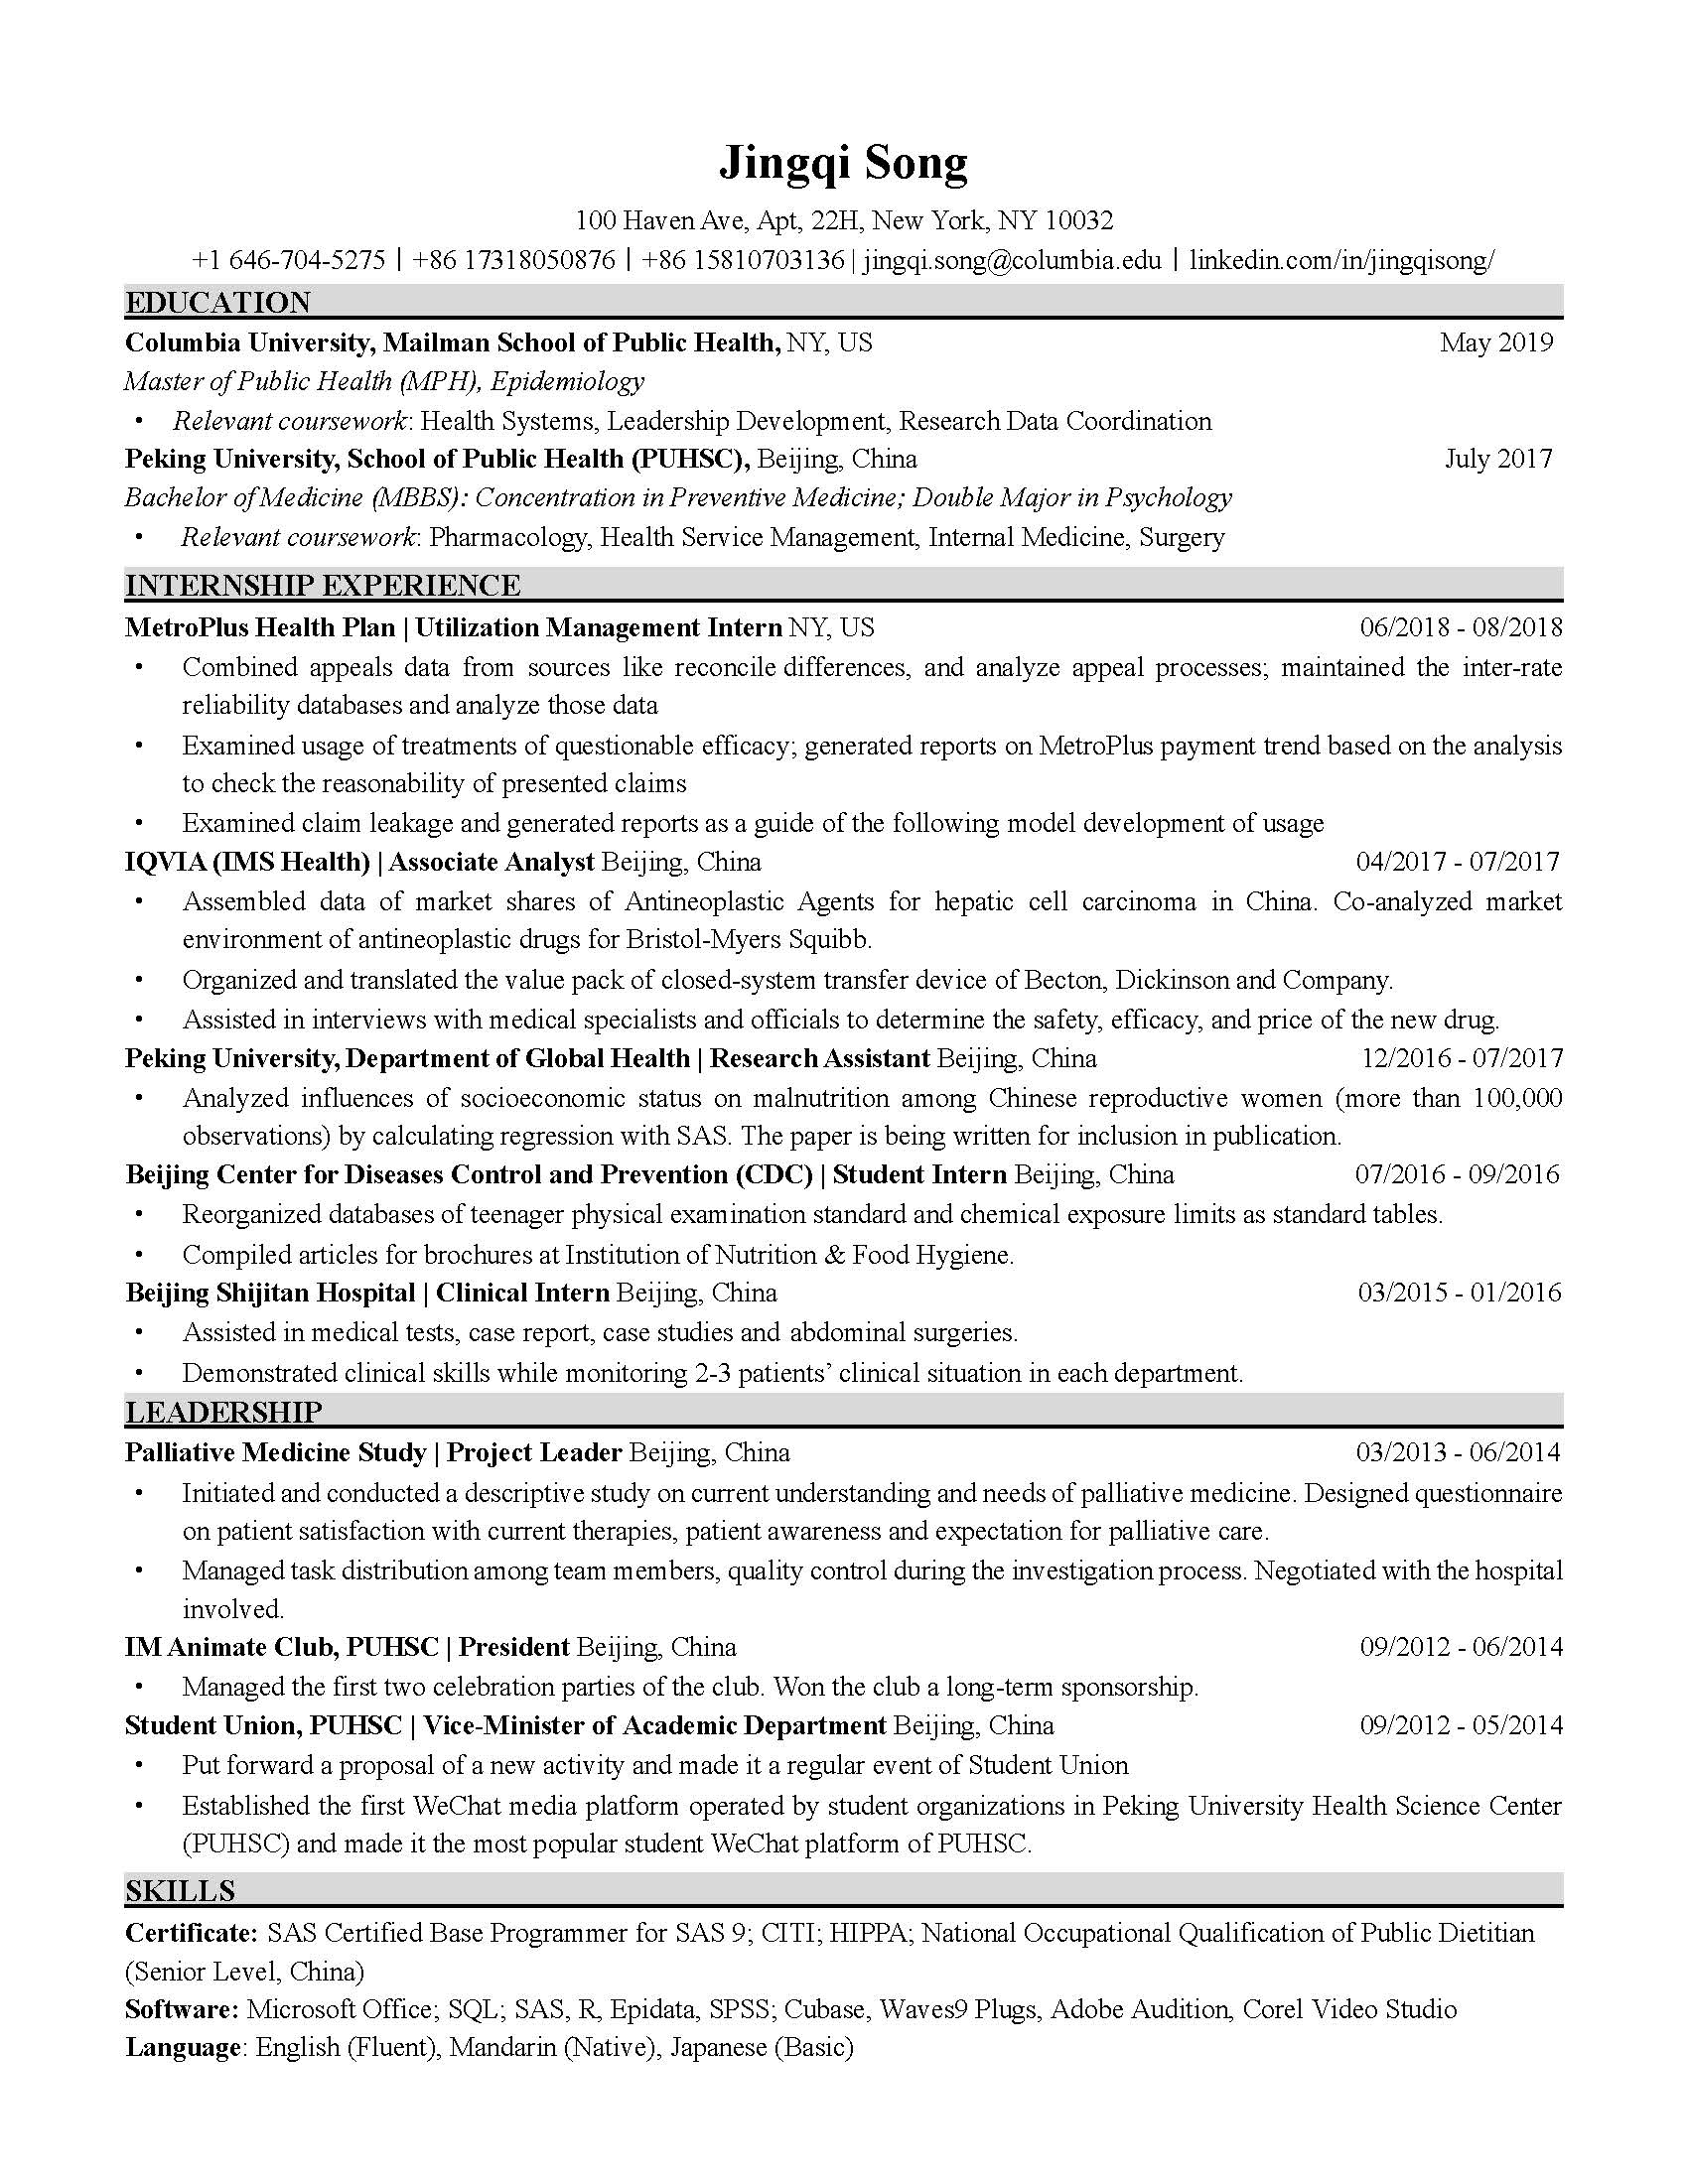 Jingqi Song
100 Haven Ave, Apt, 22H, New York, NY 10032
+1 646-704-5275 | +86 17318050876 | +86 15810703136 | jingqi.song@columbia.edu | linkedin.com/in/jingqisong/
EDUCATION
Columbia University, Mailman School of Public Health, NY, US May 2019
Master of Public Health (MPH), Epidemiology
• Relevant coursework: Health Systems, Leadership Development, Research Data Coordination
Peking University, School of Public Health (PUHSC), Beijing, China July 2017
Bachelor of Medicine (MBBS): Concentration in Preventive Medicine; Double Major in Psychology
• Relevant coursework: Pharmacology, Health Service Management, Internal Medicine, Surgery
INTERNSHIP EXPERIENCE
MetroPlus Health Plan | Utilization Management Intern NY, US 06/2018 - 08/2018
• Combined appeals data from sources like reconcile differences, and analyze appeal processes; maintained the inter-rate
reliability databases and analyze those data
• Examined usage of treatments of questionable efficacy; generated reports on MetroPlus payment trend based on the analysis
to check the reasonability of presented claims
• Examined claim leakage and generated reports as a guide of the following model development of usage
IQVIA (IMS Health) | Associate Analyst Beijing, China 04/2017 - 07/2017
• Assembled data of market shares of Antineoplastic Agents for hepatic cell carcinoma in China. Co-analyzed market
environment of antineoplastic drugs for Bristol-Myers Squibb.
• Organized and translated the value pack of closed-system transfer device of Becton, Dickinson and Company.
• Assisted in interviews with medical specialists and officials to determine the safety, efficacy, and price of the new drug.
Peking University, Department of Global Health | Research Assistant Beijing, China 12/2016 - 07/2017
• Analyzed influences of socioeconomic status on malnutrition among Chinese reproductive women (more than 100,000
observations) by calculating regression with SAS. The paper is being written for inclusion in publication.
Beijing Center for Diseases Control and Prevention (CDC) | Student Intern Beijing, China 07/2016 - 09/2016
• Reorganized databases of teenager physical examination standard and chemical exposure limits as standard tables.
• Compiled articles for brochures at Institution of Nutrition & Food Hygiene.
Beijing Shijitan Hospital | Clinical Intern Beijing, China 03/2015 - 01/2016
• Assisted in medical tests, case report, case studies and abdominal surgeries.
• Demonstrated clinical skills while monitoring 2-3 patients’ clinical situation in each department.
LEADERSHIP
Palliative Medicine Study | Project Leader Beijing, China 03/2013 - 06/2014
• Initiated and conducted a descriptive study on current understanding and needs of palliative medicine. Designed questionnaire
on patient satisfaction with current therapies, patient awareness and expectation for palliative care.
• Managed task distribution among team members, quality control during the investigation process. Negotiated with the hospital
involved.
IM Animate Club, PUHSC | President Beijing, China 09/2012 - 06/2014
• Managed the first two celebration parties of the club. Won the club a long-term sponsorship.
Student Union, PUHSC | Vice-Minister of Academic Department Beijing, China 09/2012 - 05/2014
• Put forward a proposal of a new activity and made it a regular event of Student Union
• Established the first WeChat media platform operated by student organizations in Peking University Health Science Center
(PUHSC) and made it the most popular student WeChat platform of PUHSC.
SKILLS
Certificate: SAS Certified Base Programmer for SAS 9; CITI; HIPPA; National Occupational Qualification of Public Dietitian
(Senior Level, China)
Software: Microsoft Office; SQL; SAS, R, Epidata, SPSS; Cubase, Waves9 Plugs, Adobe Audition, Corel Video Studio
Language: English (Fluent), Mandarin (Native), Japanese (Basic)